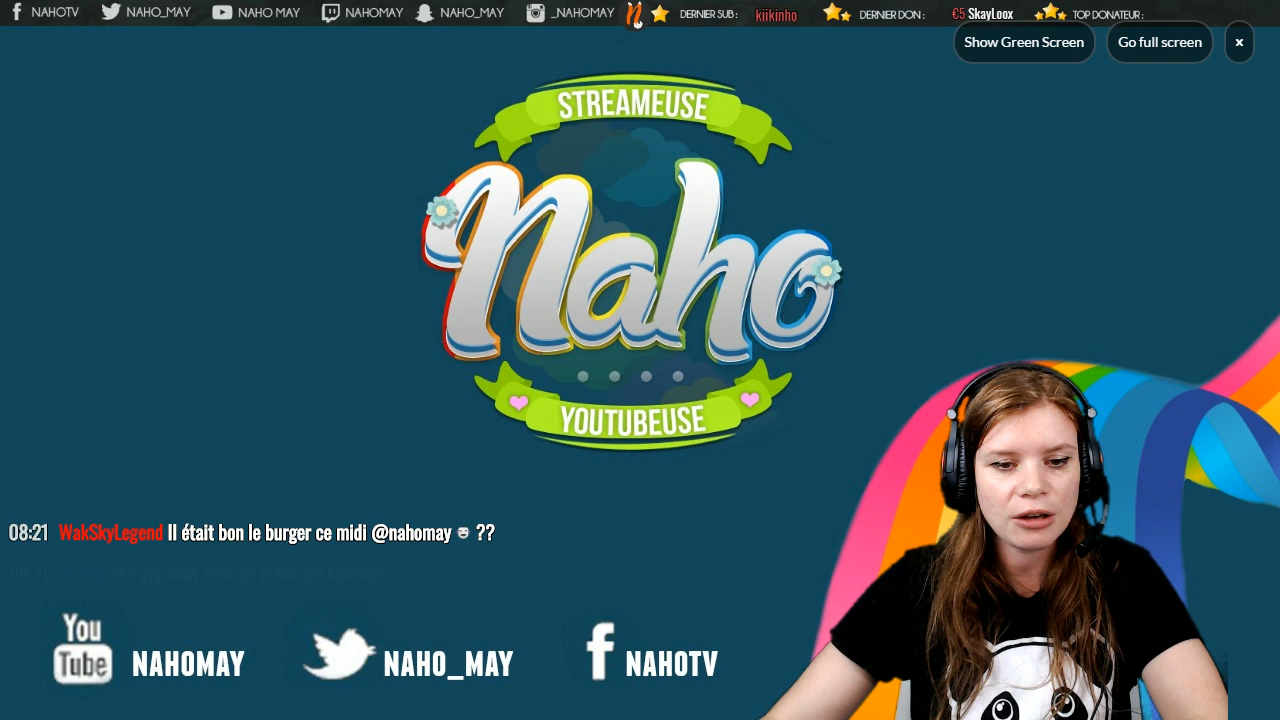 NAHOTV NAHO_MAY NAHO MAY NAHOMAY NAHO_MAY _NAHOMAY DERNIER SUB : kiikinho DERNIER DON : €5 SkayLoox TOP DONATEUR :
Show Green Screen Go full screen x
STREAMEUSE
Naho
YOUTUBEUSE
08:21 WakSkyLegend Il était bon le burger ce midi @nahomay ??
08:21
You Tube NAHOMAY NAHO_MAY NAHOTV